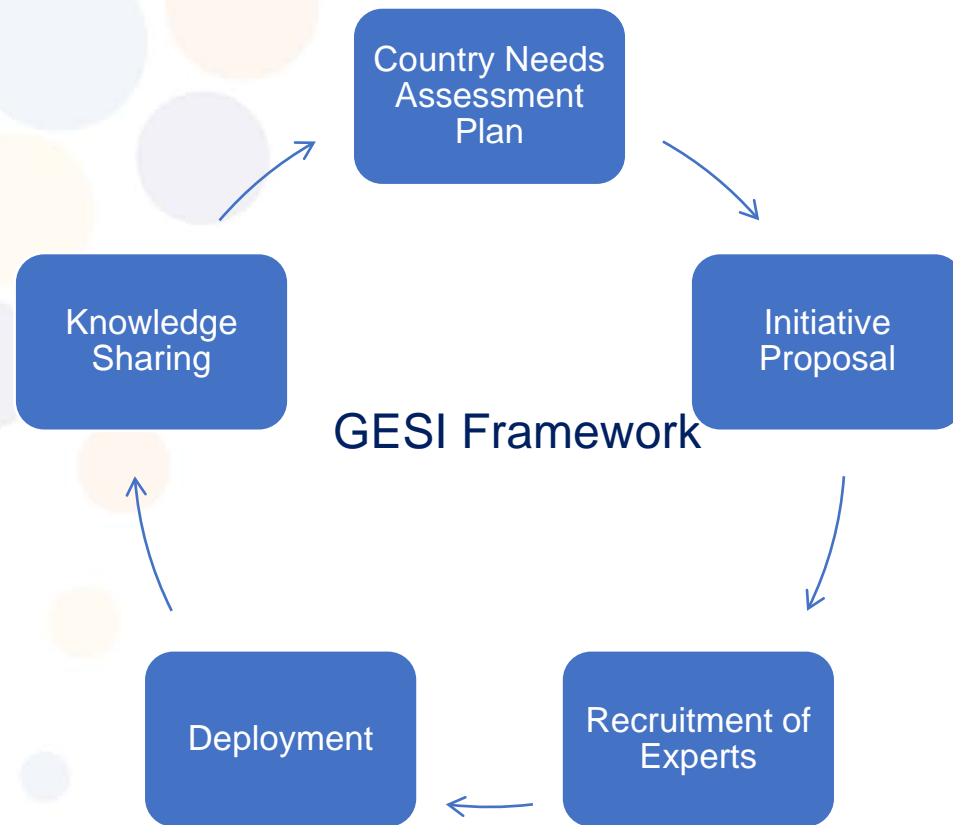 Country Needs
Assessment
Plan
Initiative
Proposal
Recruitment of
Experts
Deployment
Knowledge
Sharing
GESI Framework